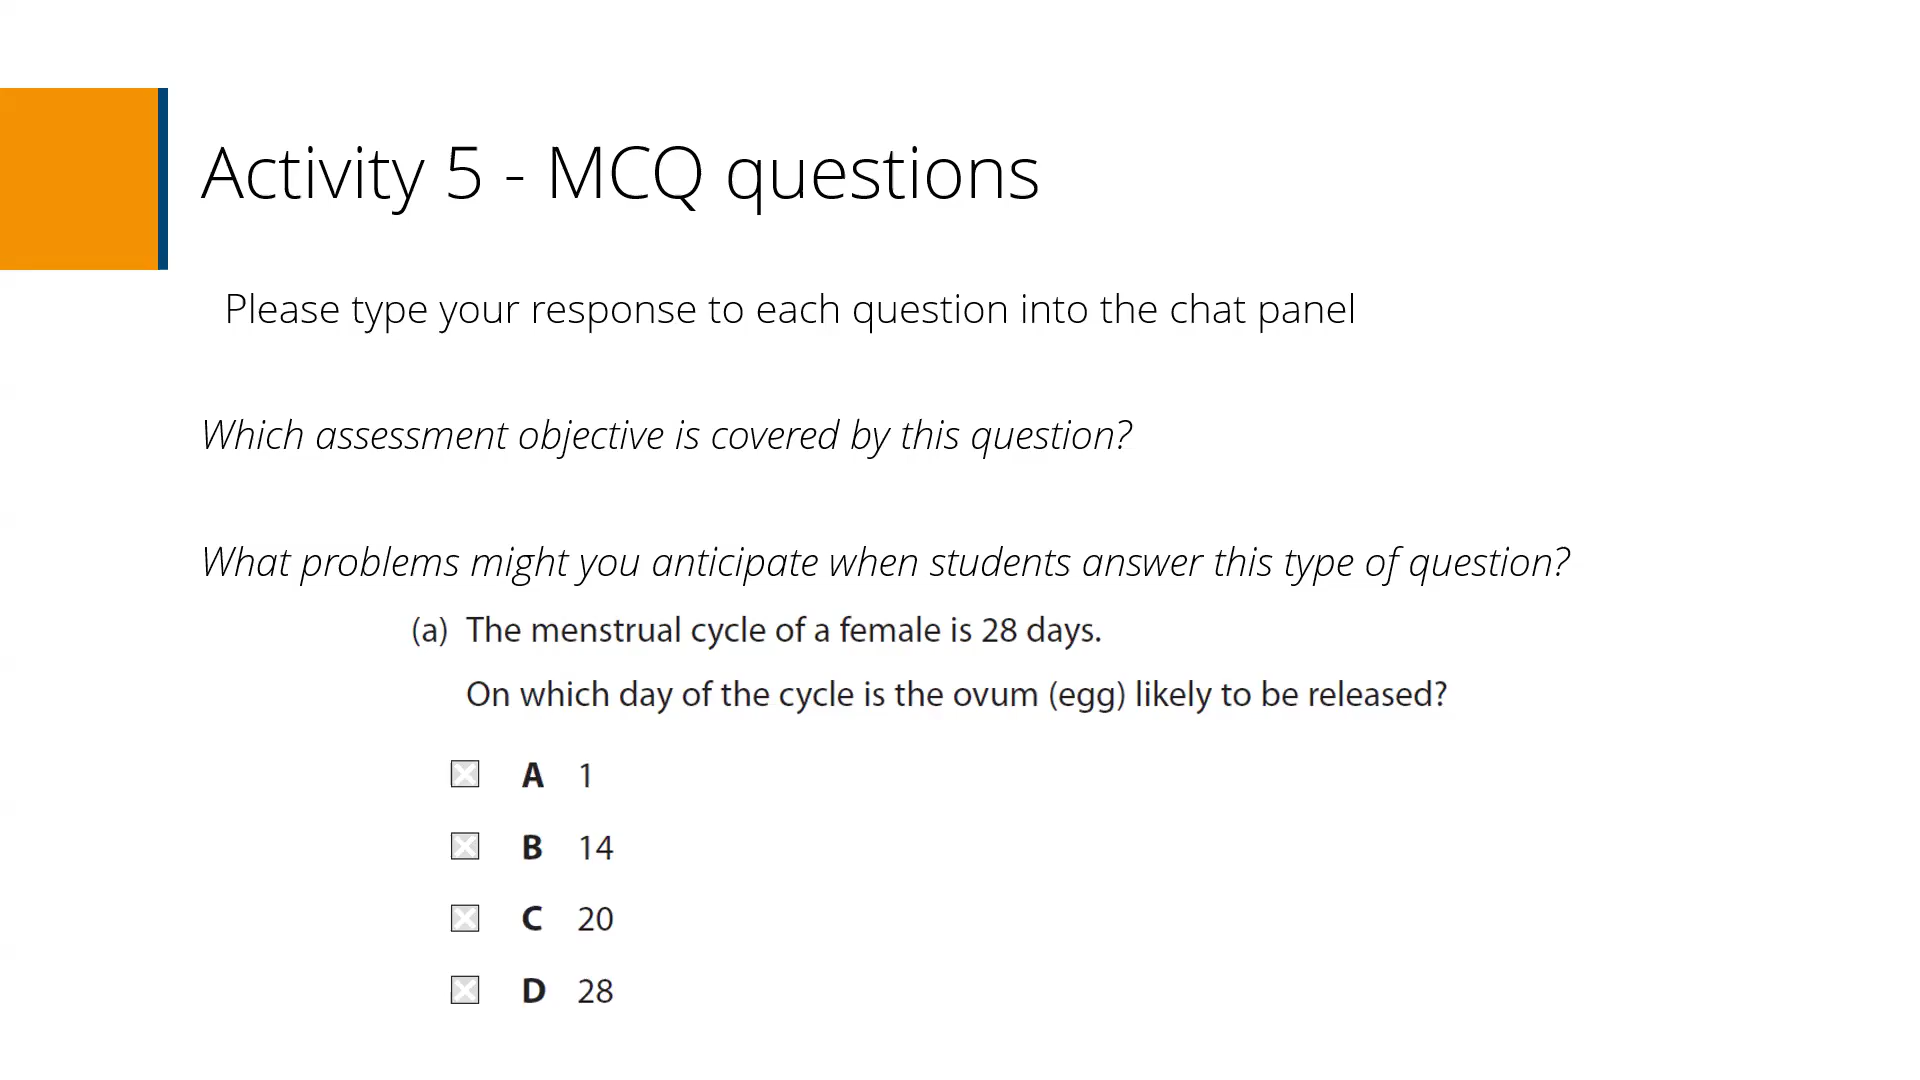 Activity 5 - MCQ questions
Please type your response to each question into the chat panel
Which assessment objective is covered by this question?
What problems might you anticipate when students answer this type of question?
(a) The menstrual cycle of a female is 28 days.
On which day of the cycle is the ovum (egg) likely to be released?
A 1
B 14
C 20
D 28